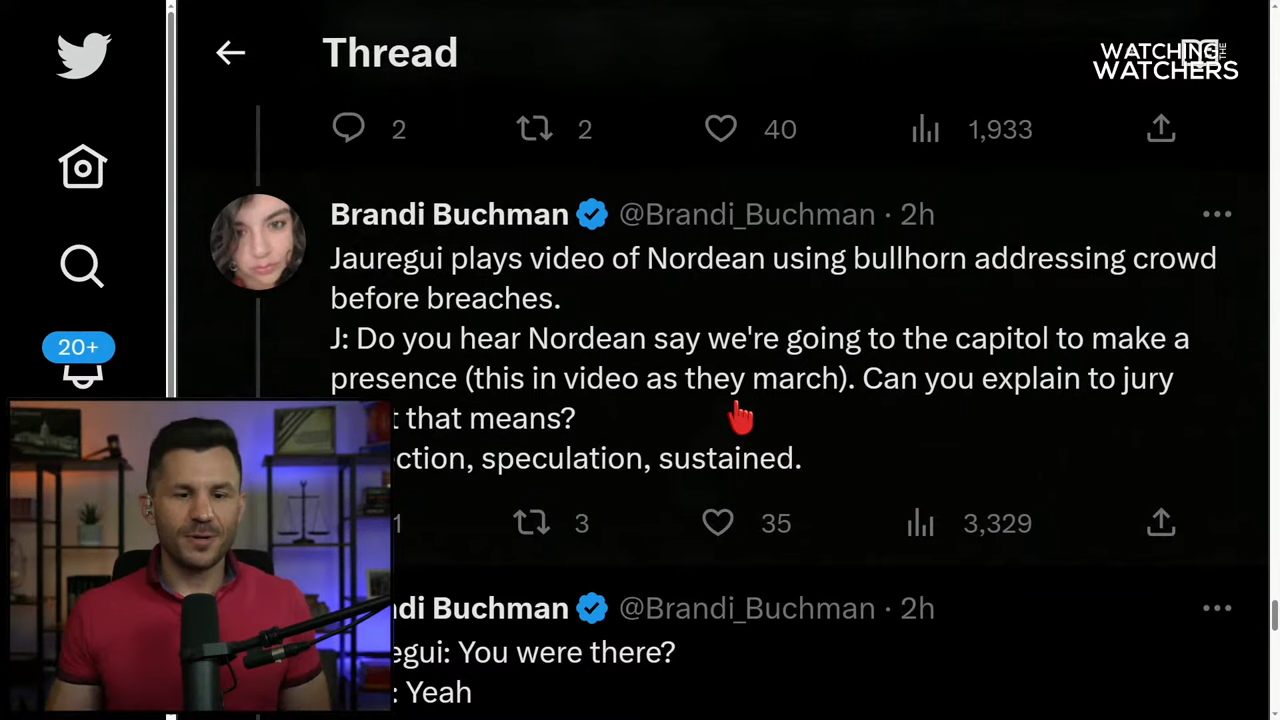 Thread
WATCHING THE
WATCHERS
2 2 40 1,933
Brandi Buchman @Brandi_Buchman · 2h
Jauregui plays video of Nordean using bullhorn addressing crowd
before breaches.
J: Do you hear Nordean say we're going to the capitol to make a
presence (this in video as they march). Can you explain to jury
t that means?
ction, speculation, sustained.
1 3 35 3,329
20+
di Buchman @Brandi_Buchman · 2h
egui: You were there?
: Yeah